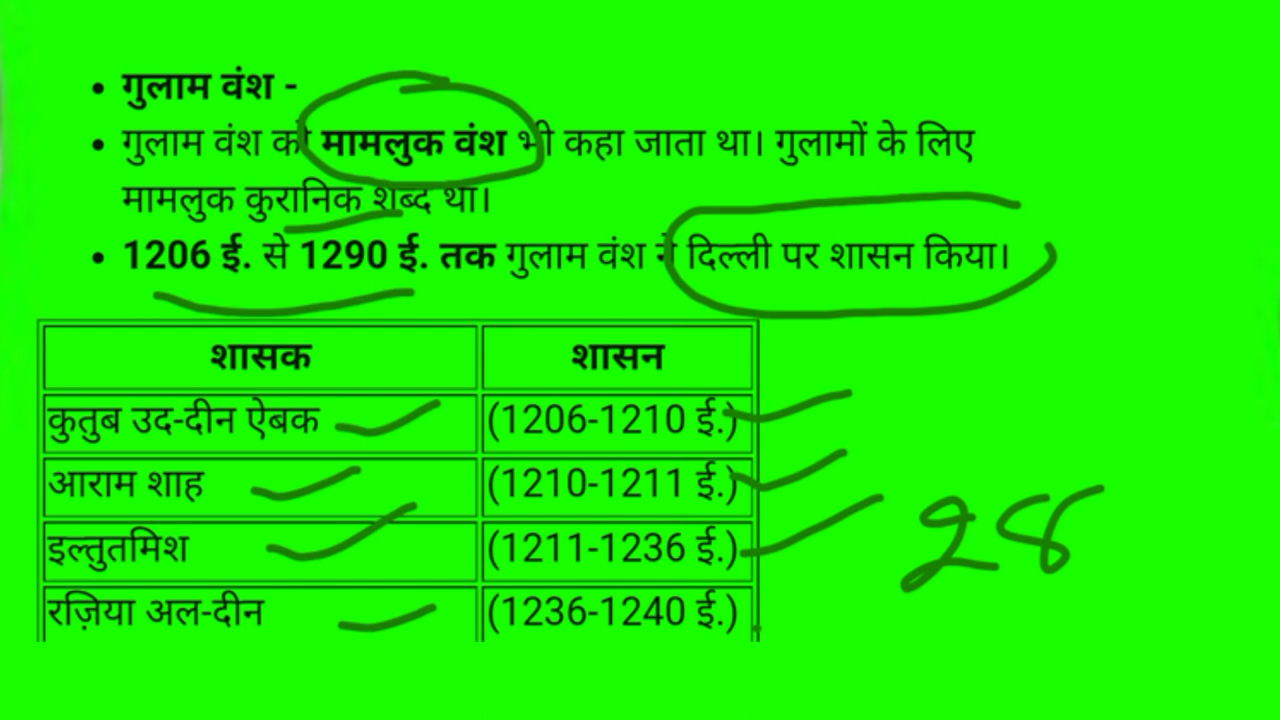 • गुलाम वंश -
• गुलाम वंश को मामलुक वंश भी कहा जाता था। गुलामों के लिए
मामलुक कुरानिक शब्द था।
• 1206 ई. से 1290 ई. तक गुलाम वंश ने दिल्ली पर शासन किया।
शासक शासन
कुतुब उद-दीन ऐबक (1206-1210 ई.)
आराम शाह (1210-1211 ई.)
इल्तुतमिश (1211-1236 ई.)
28
रज़िया अल-दीन (1236-1240 ई.)